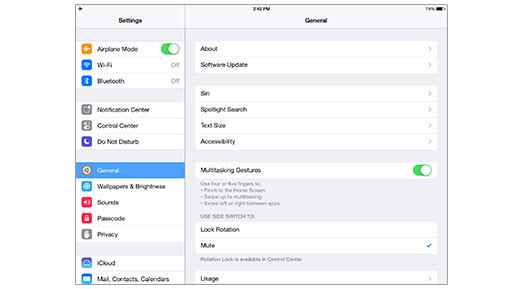 2:42 PM
79%
Settings
General
Airplane Mode
Wi-Fi Off
Bluetooth Off
Notification Center
Control Center
Do Not Disturb
General
Wallpapers & Brightness
Sounds
Passcode
Privacy
iCloud
Mail, Contacts, Calendars
About
Software Update
Siri
Spotlight Search
Text Size
Accessibility
Multitasking Gestures
Use four or five fingers to:
• Pinch to the Home Screen
• Swipe up to multitasking
• Swipe left or right between apps
USE SIDE SWITCH TO:
Lock Rotation
Mute
Rotation Lock is available in Control Center.
Usage